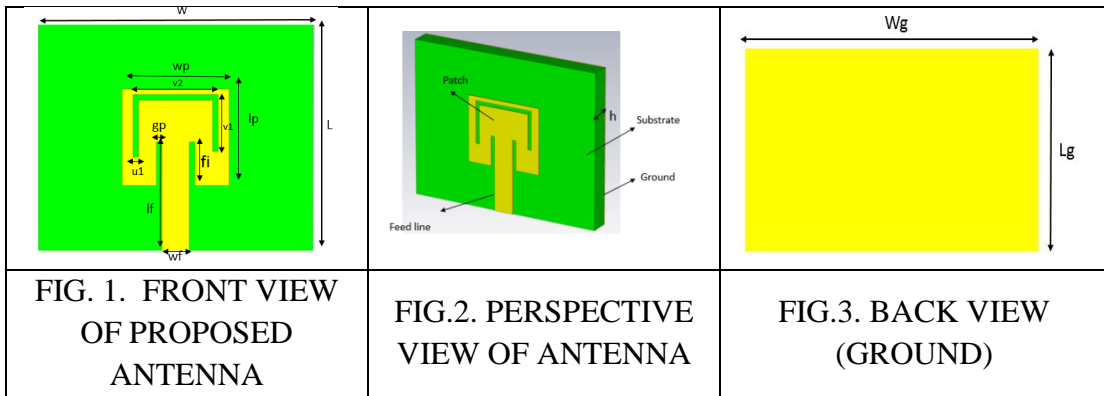 W
wp
v2
lp
L
gp
v1
fi
u1
lf
wf
Patch
h
Substrate
Ground
Feed line
Wg
Lg
FIG. 1. FRONT VIEW
OF PROPOSED
ANTENNA
FIG.2. PERSPECTIVE
VIEW OF ANTENNA
FIG.3. BACK VIEW
(GROUND)